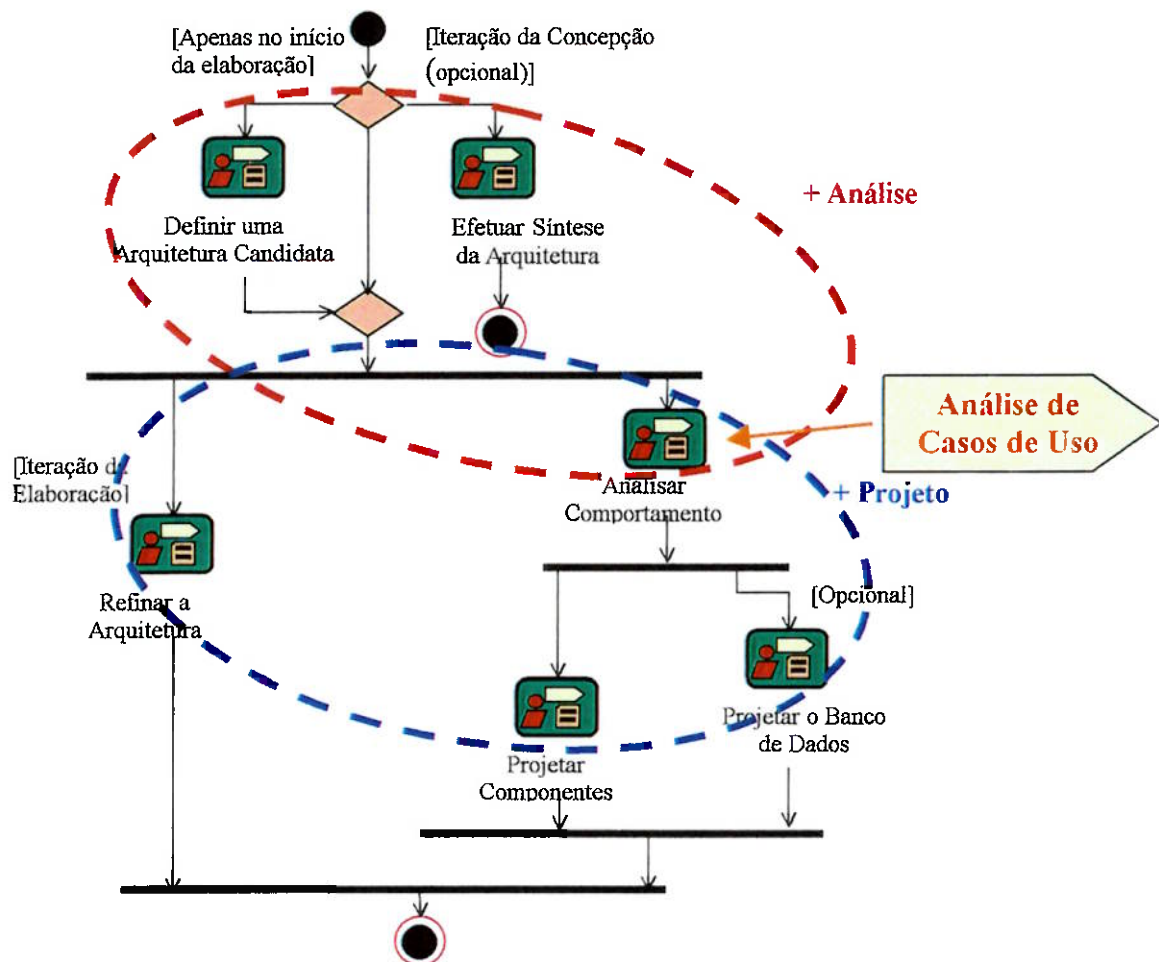 [Apenas no início
da elaboração]
[Iteração da Concepção
(opcional)]
Definir uma
Arquitetura Candidata
Efetuar Síntese
da Arquitetura
+ Análise
Análise de
Casos de Uso
[Iteração da
Elaboração]
Analisar
Comportamento
+ Projeto
Refinar a
Arquitetura
[Opcional]
Projetar o Banco
de Dados
Projetar
Componentes